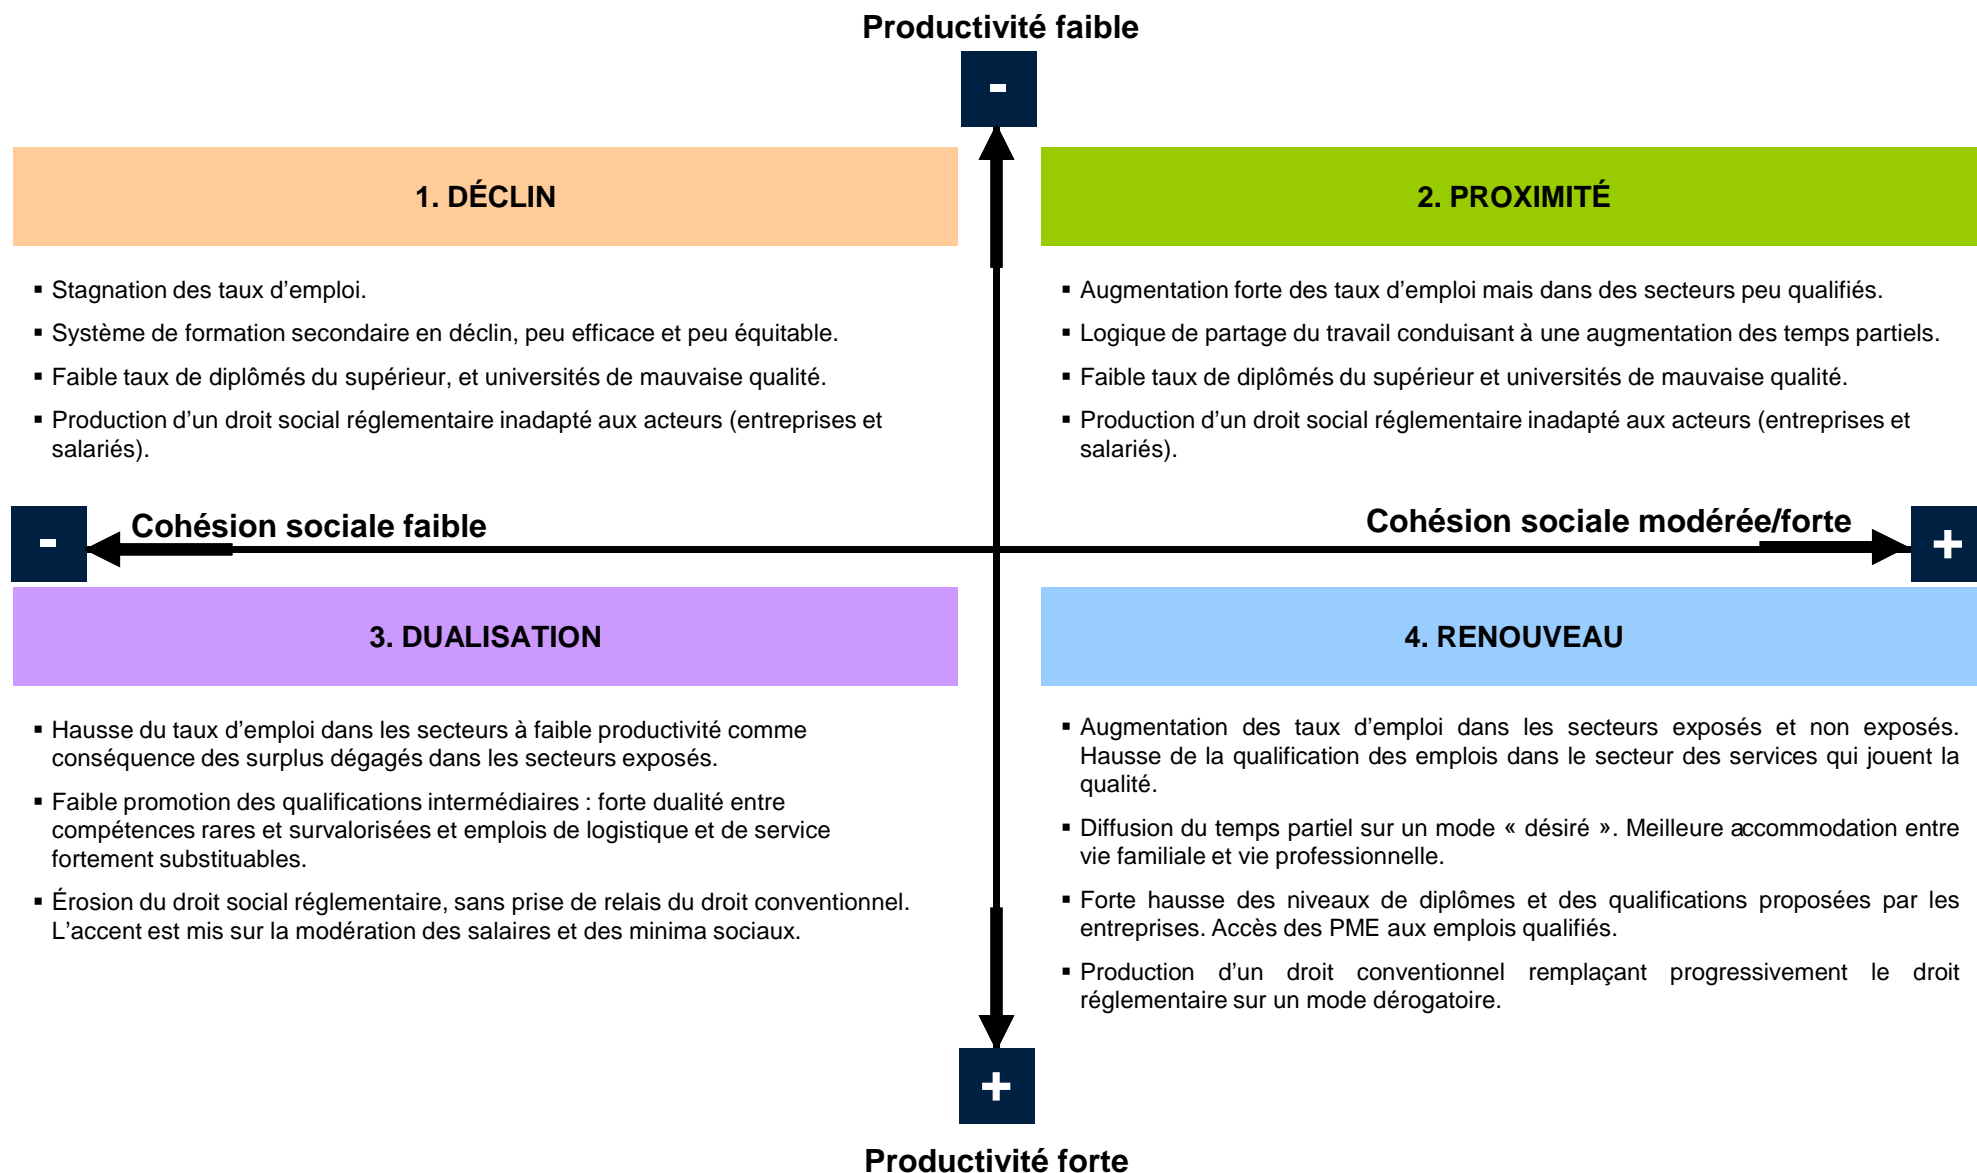 Productivité faible
-
1. DÉCLIN
▪ Stagnation des taux d’emploi.
▪ Système de formation secondaire en déclin, peu efficace et peu équitable.
▪ Faible taux de diplômés du supérieur, et universités de mauvaise qualité.
▪ Production d’un droit social réglementaire inadapté aux acteurs (entreprises et
salariés).
2. PROXIMITÉ
▪ Augmentation forte des taux d’emploi mais dans des secteurs peu qualifiés.
▪ Logique de partage du travail conduisant à une augmentation des temps partiels.
▪ Faible taux de diplômés du supérieur et universités de mauvaise qualité.
▪ Production d’un droit social réglementaire inadapté aux acteurs (entreprises et
salariés).
-
Cohésion sociale faible
Cohésion sociale modérée/forte
+
3. DUALISATION
▪ Hausse du taux d’emploi dans les secteurs à faible productivité comme
conséquence des surplus dégagés dans les secteurs exposés.
▪ Faible promotion des qualifications intermédiaires : forte dualité entre
compétences rares et survalorisées et emplois de logistique et de service
fortement substituables.
▪ Érosion du droit social réglementaire, sans prise de relais du droit conventionnel.
L’accent est mis sur la modération des salaires et des minima sociaux.
4. RENOUVEAU
▪ Augmentation des taux d’emploi dans les secteurs exposés et non exposés.
Hausse de la qualification des emplois dans le secteur des services qui jouent la
qualité.
▪ Diffusion du temps partiel sur un mode « désiré ». Meilleure accommodation entre
vie familiale et vie professionnelle.
▪ Forte hausse des niveaux de diplômes et des qualifications proposées par les
entreprises. Accès des PME aux emplois qualifiés.
▪ Production d’un droit conventionnel remplaçant progressivement le droit
réglementaire sur un mode dérogatoire.
+
Productivité forte